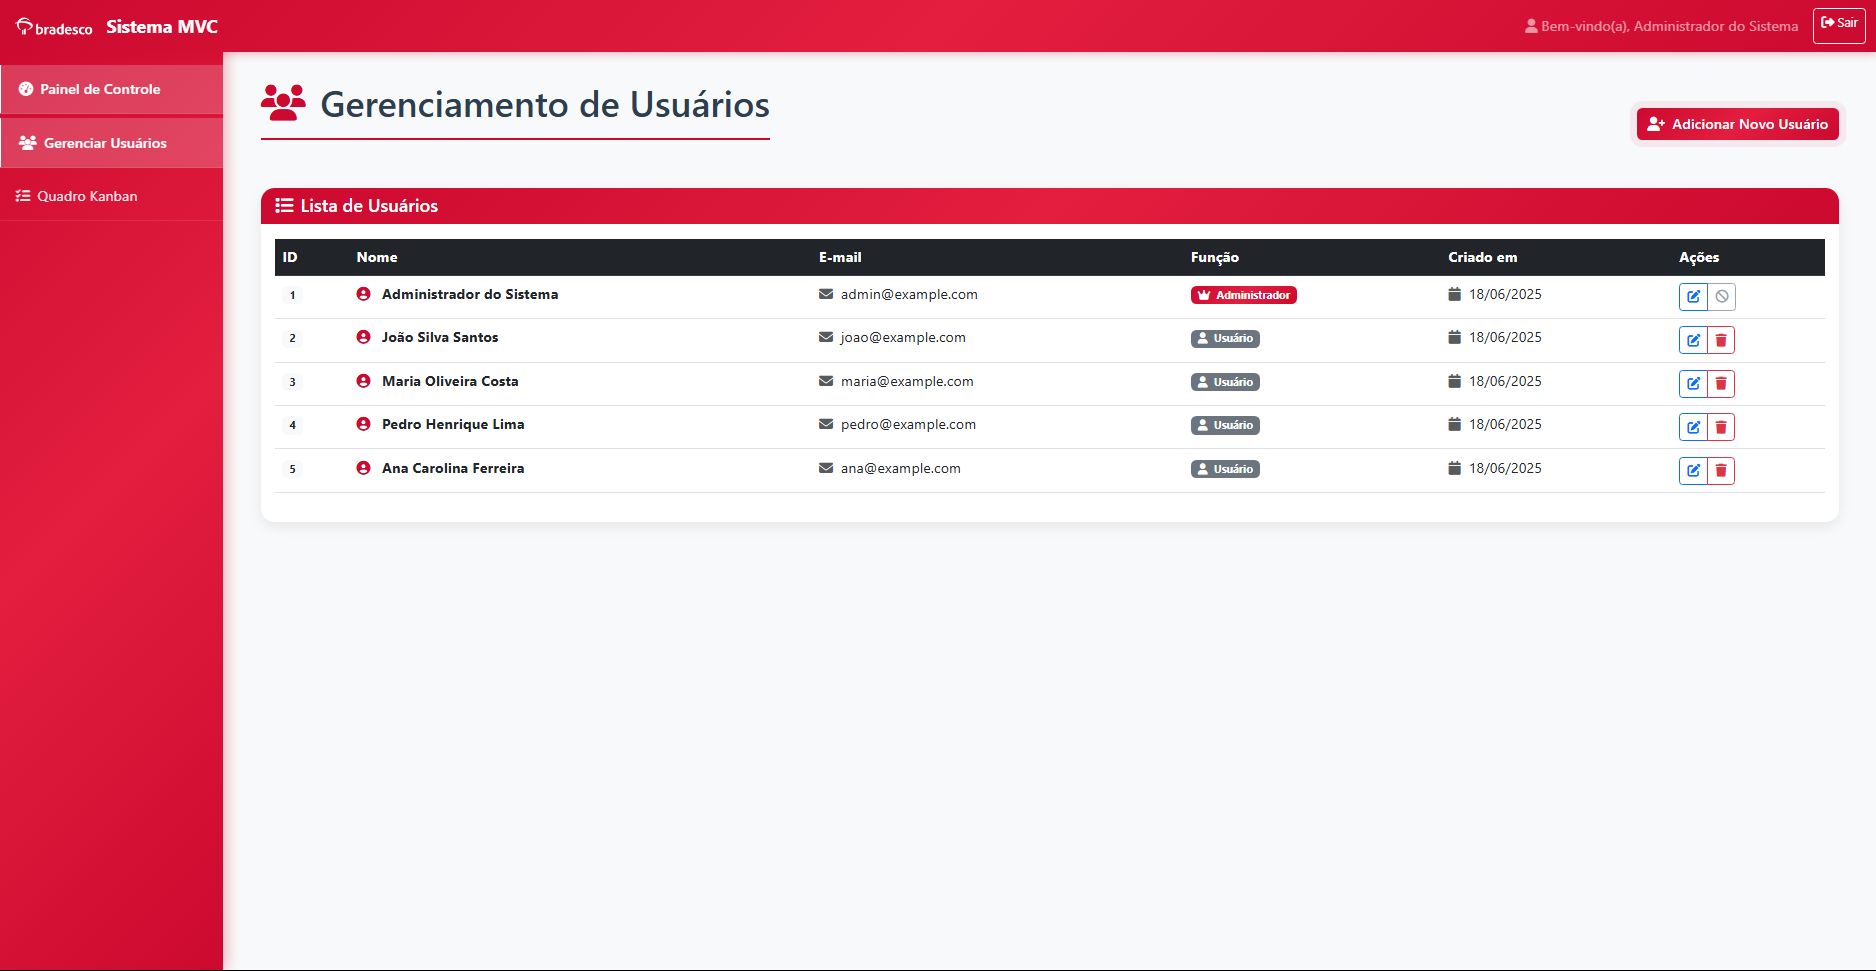 bradesco Sistema MVC
Bem-vindo(a), Administrador do Sistema Sair
Painel de Controle
Gerenciar Usuários
Quadro Kanban
Gerenciamento de Usuários
Adicionar Novo Usuário
Lista de Usuários
ID Nome E-mail Função Criado em Ações
1 Administrador do Sistema admin@example.com Administrador 18/06/2025
2 João Silva Santos joao@example.com Usuário 18/06/2025
3 Maria Oliveira Costa maria@example.com Usuário 18/06/2025
4 Pedro Henrique Lima pedro@example.com Usuário 18/06/2025
5 Ana Carolina Ferreira ana@example.com Usuário 18/06/2025